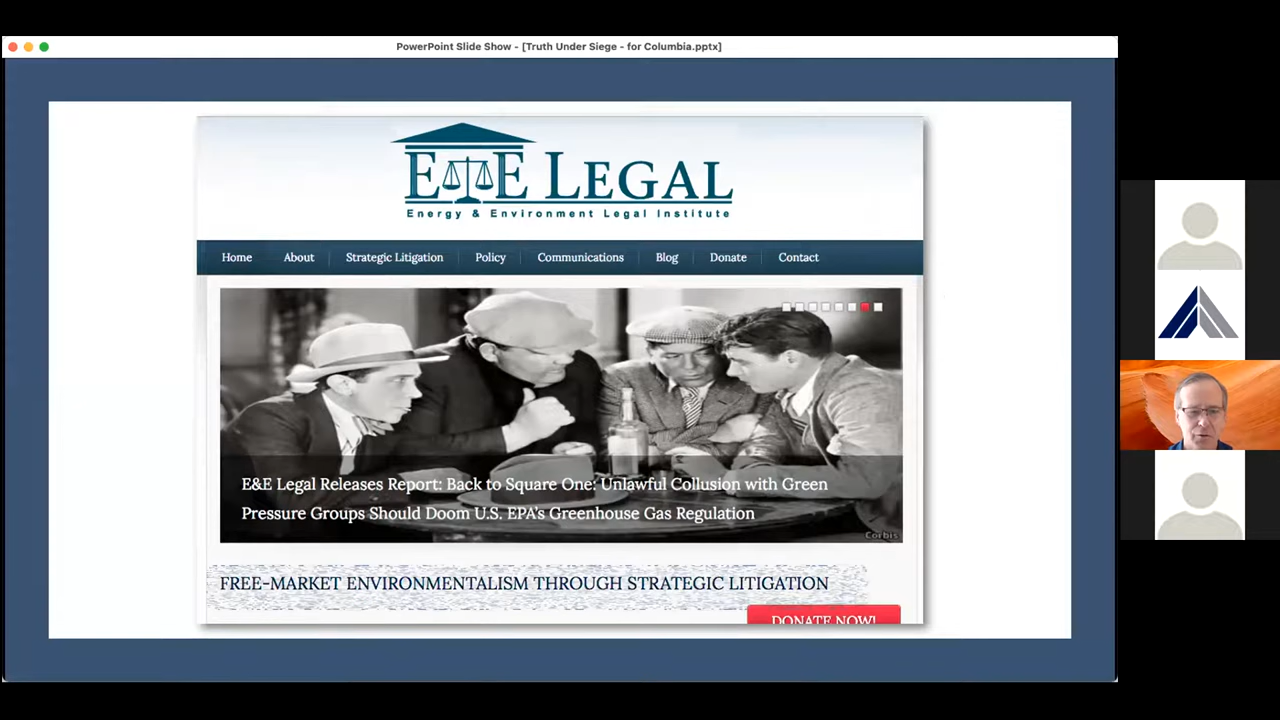 PowerPoint Slide Show - [Truth Under Siege - for Columbia.pptx]
E&E LEGAL
Energy & Environment Legal Institute
Home About Strategic Litigation Policy Communications Blog Donate Contact
E&E Legal Releases Report: Back to Square One: Unlawful Collusion with Green
Pressure Groups Should Doom U.S. EPA's Greenhouse Gas Regulation
Corbis
FREE-MARKET ENVIRONMENTALISM THROUGH STRATEGIC LITIGATION
DONATE NOW!